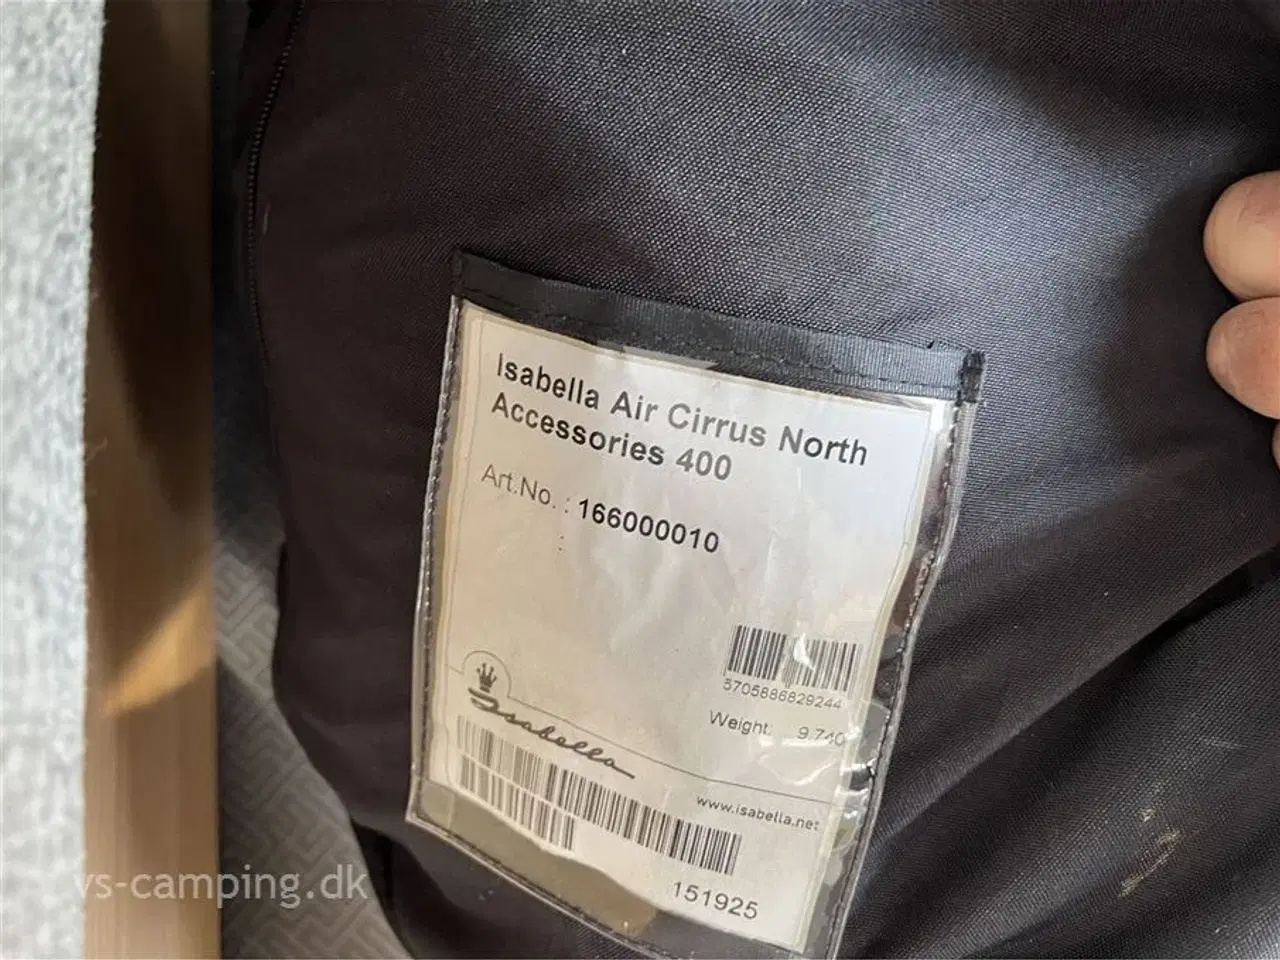 Isabella Air Cirrus North
Accessories 400
Art.No. : 166000010
:
5705886829244
Weight. 9.740
Isabella
www.isabella.net
151925
vs-camping.dk